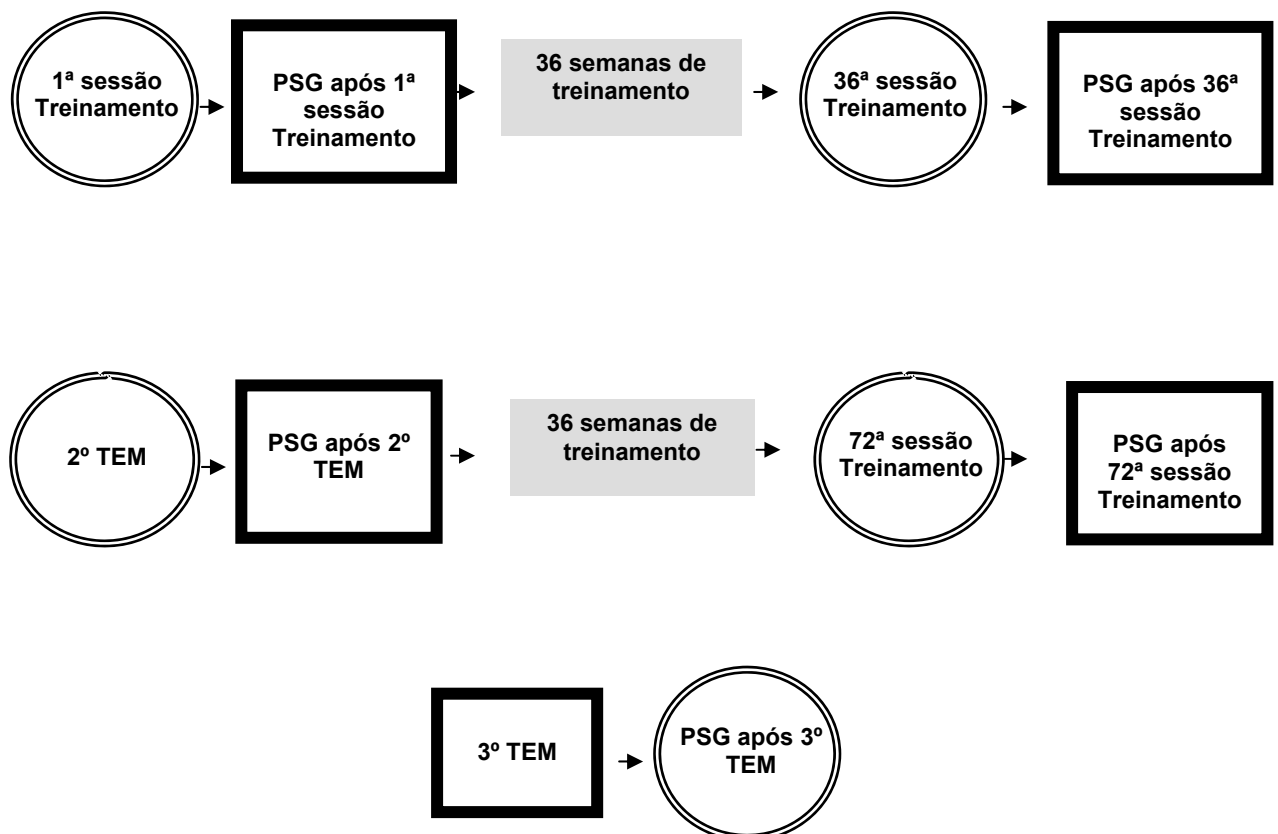 1ª sessão
Treinamento
PSG após 1ª
sessão
Treinamento
36 semanas de
treinamento
36ª sessão
Treinamento
PSG após 36ª
sessão
Treinamento
2º TEM
PSG após 2º
TEM
36 semanas de
treinamento
72ª sessão
Treinamento
PSG após
72ª sessão
Treinamento
3º TEM
PSG após 3º
TEM